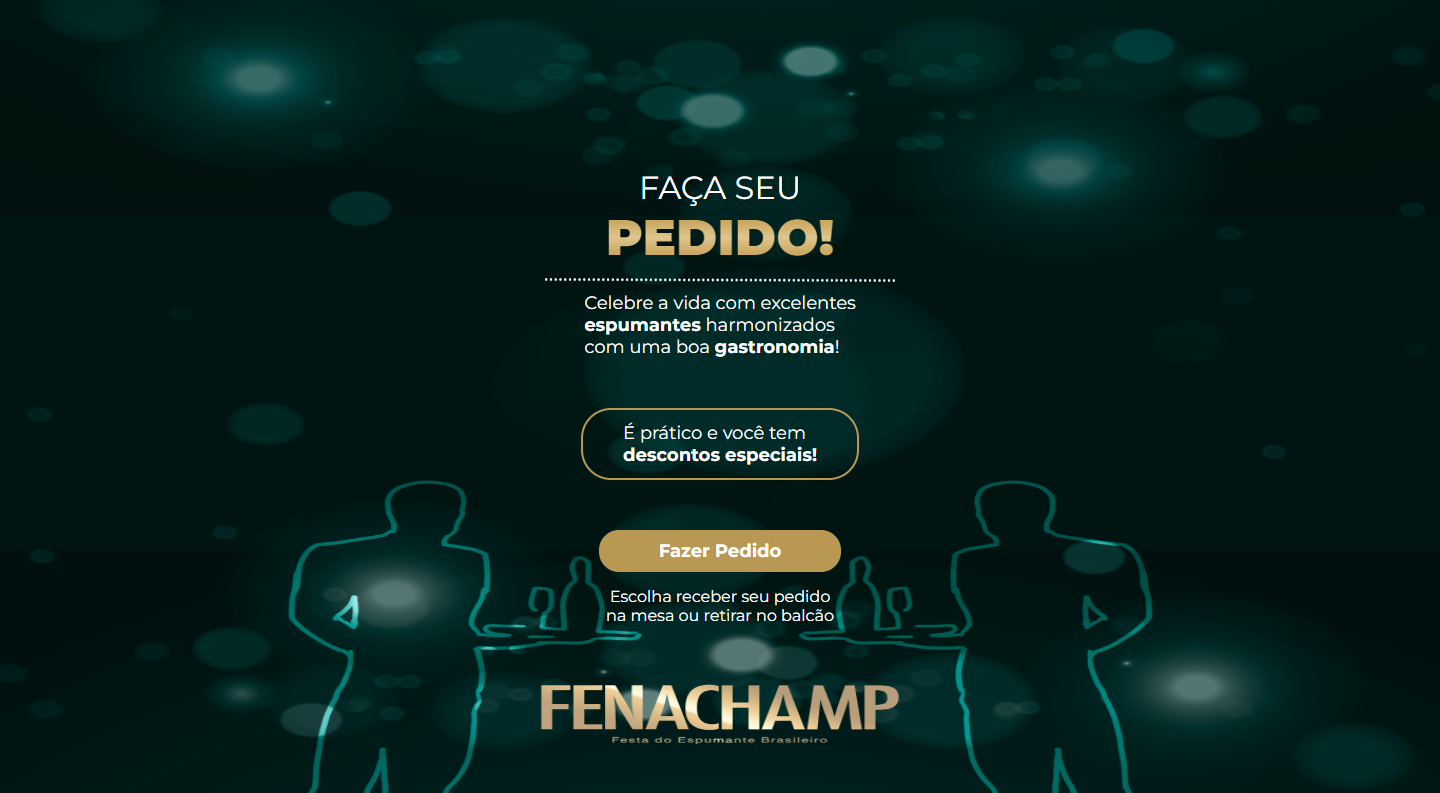 FAÇA SEU
PEDIDO!
Celebre a vida com excelentes
espumantes harmonizados
com uma boa gastronomia!
É prático e você tem
descontos especiais!
Fazer Pedido
Escolha receber seu pedido
na mesa ou retirar no balcão
FENACHAMP
Festa do Espumante Brasileiro